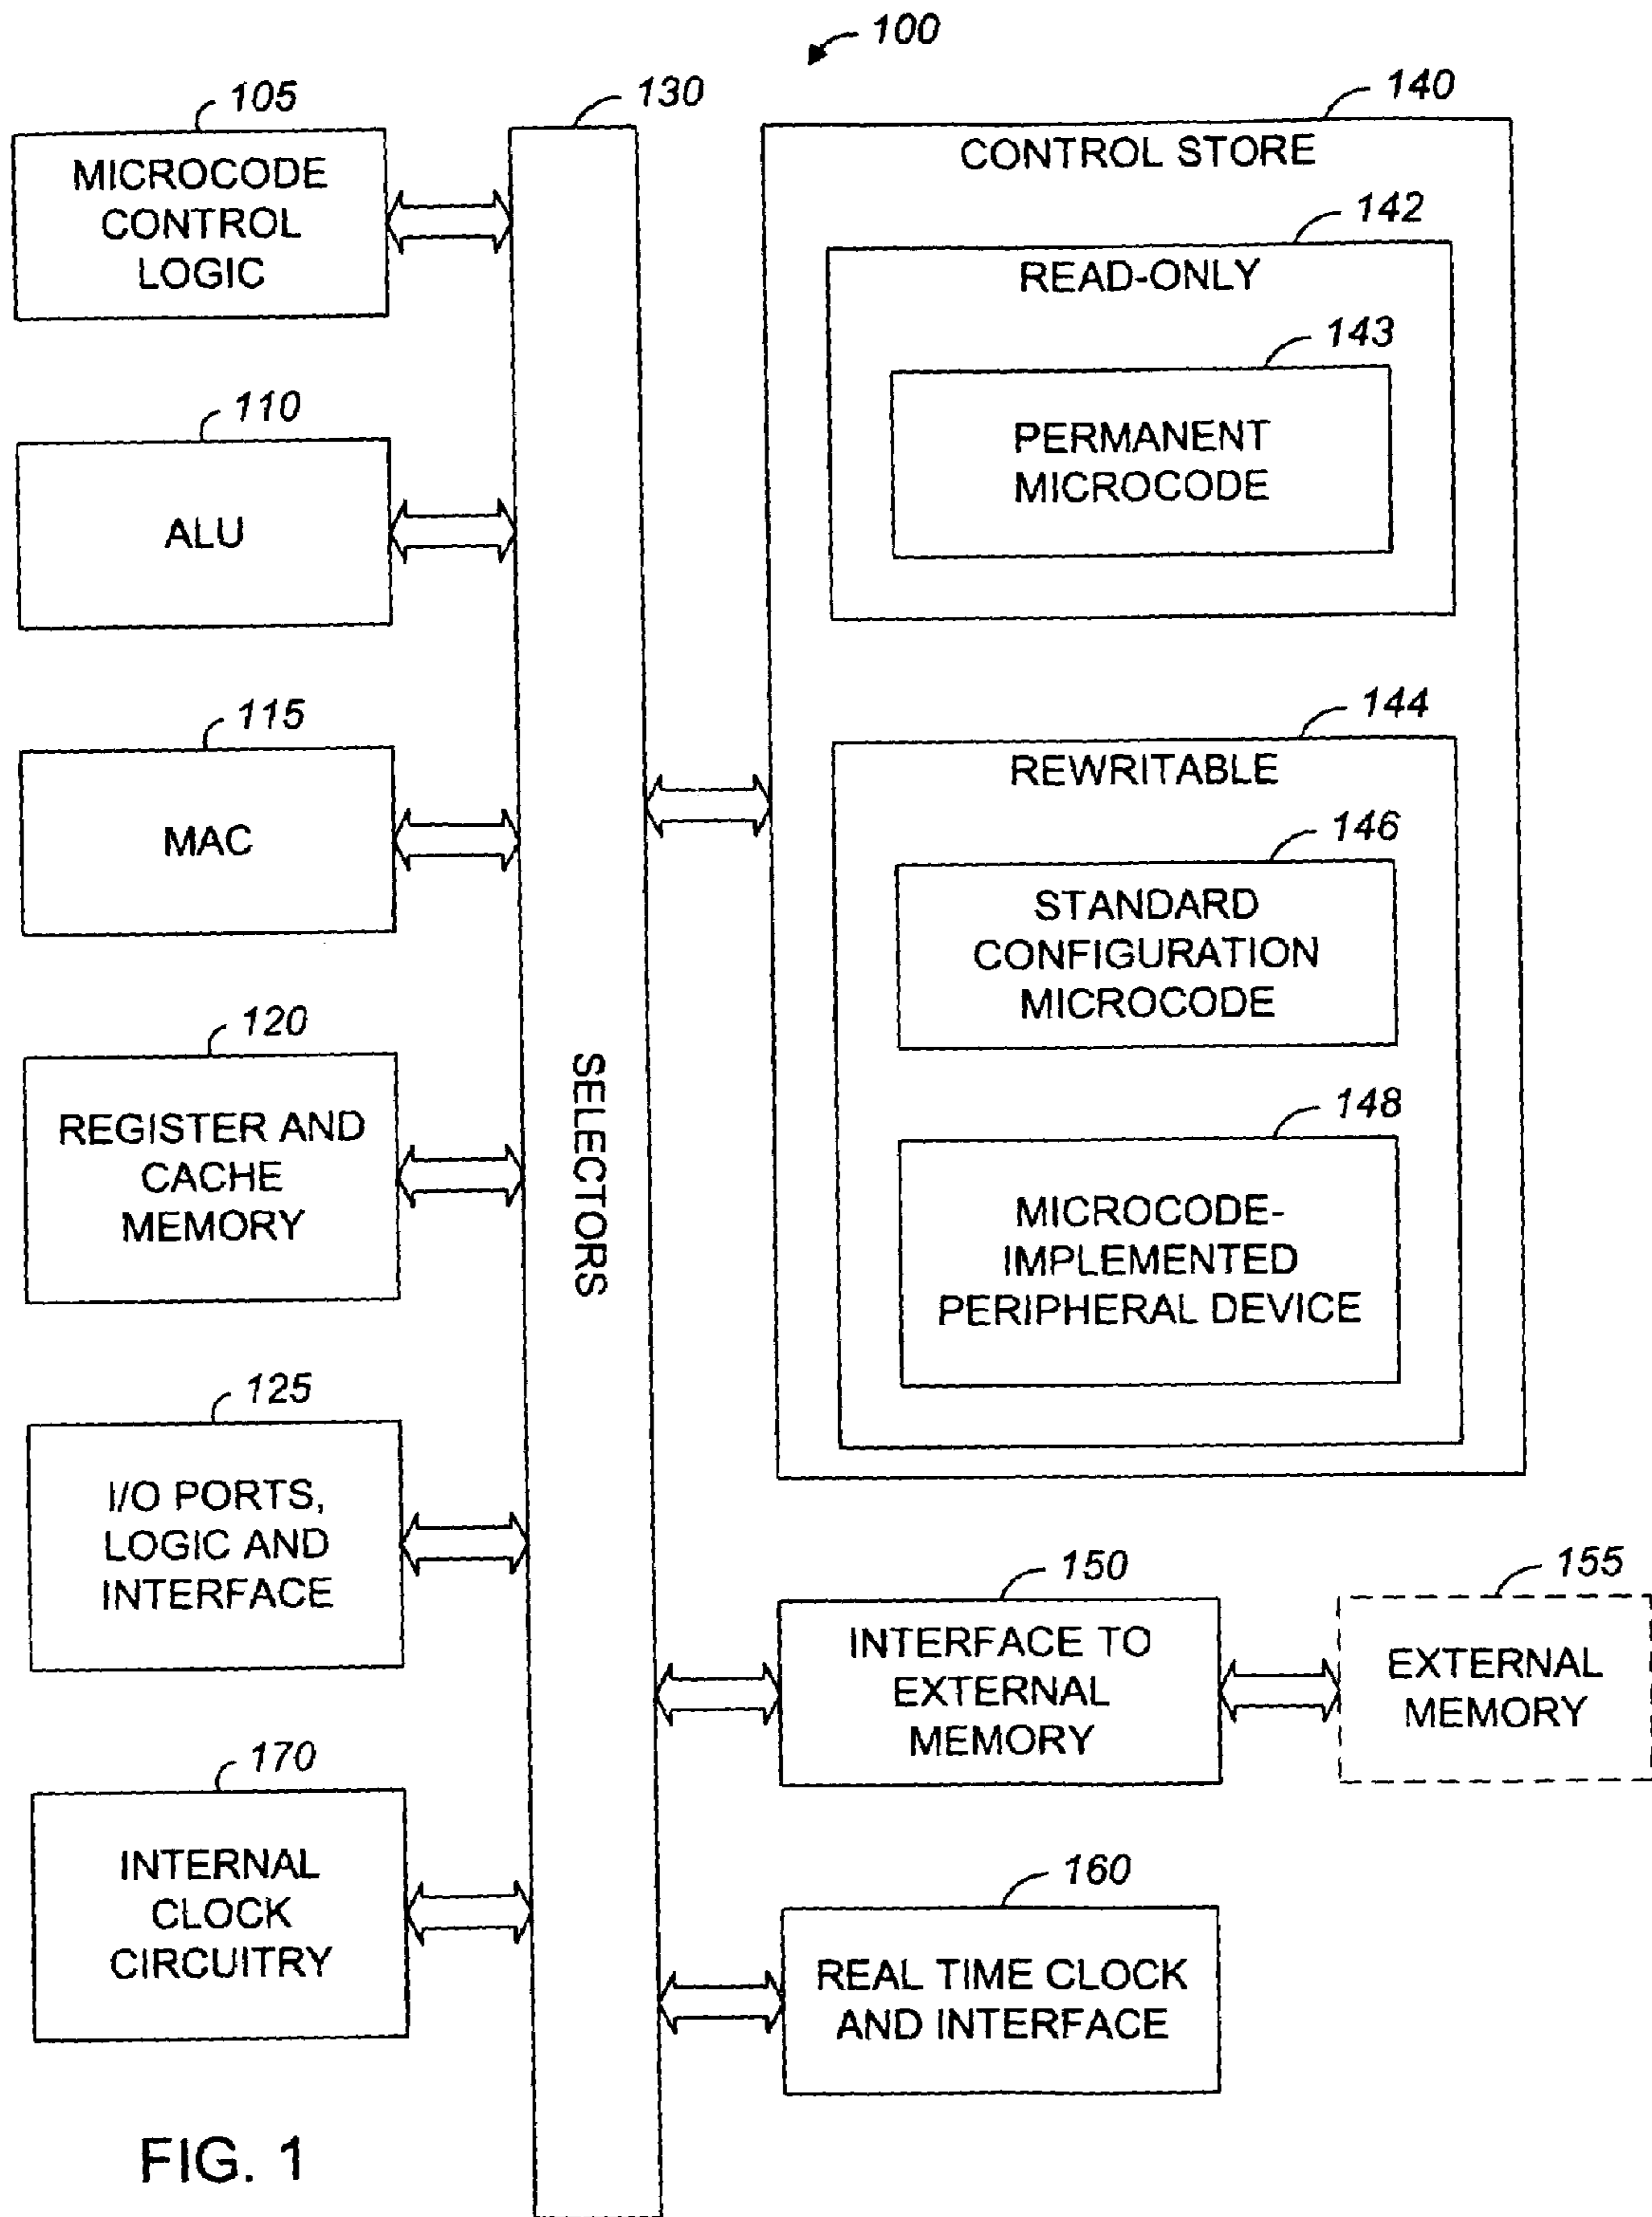 100
105
MICROCODE
CONTROL
LOGIC
110
ALU
115
MAC
120
REGISTER AND
CACHE
MEMORY
125
I/O PORTS,
LOGIC AND
INTERFACE
170
INTERNAL
CLOCK
CIRCUITRY
130
SELECTORS
140
CONTROL STORE
142
READ-ONLY
143
PERMANENT
MICROCODE
144
REWRITABLE
146
STANDARD
CONFIGURATION
MICROCODE
148
MICROCODE-
IMPLEMENTED
PERIPHERAL DEVICE
150
INTERFACE TO
EXTERNAL
MEMORY
155
EXTERNAL
MEMORY
160
REAL TIME CLOCK
AND INTERFACE
FIG. 1